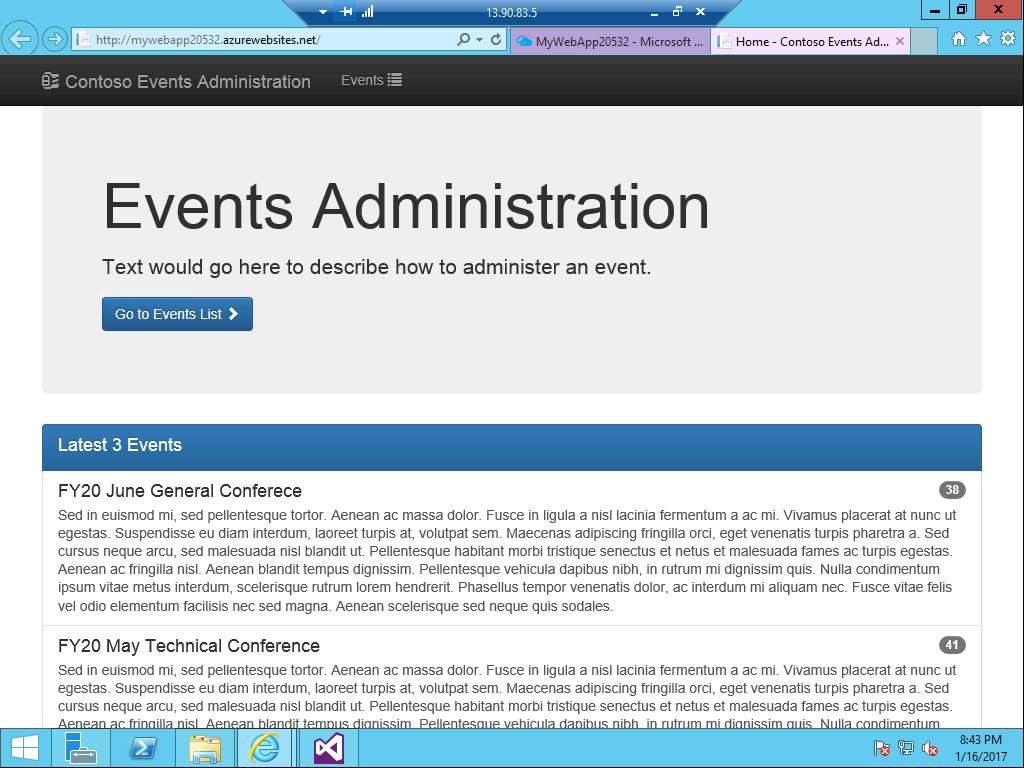 13.90.83.5
http://mywebapp20532.azurewebsites.net/
MyWebApp20532 - Microsoft ...
Home - Contoso Events Ad...
Contoso Events Administration
Events
Events Administration
Text would go here to describe how to administer an event.
Go to Events List
Latest 3 Events
FY20 June General Conferece
38
Sed in euismod mi, sed pellentesque tortor. Aenean ac massa dolor. Fusce in ligula a nisl lacinia fermentum a ac mi. Vivamus placerat at nunc ut
egestas. Suspendisse eu diam interdum, laoreet turpis at, volutpat sem. Maecenas adipiscing fringilla orci, eget venenatis turpis pharetra a. Sed
cursus neque arcu, sed malesuada nisl blandit ut. Pellentesque habitant morbi tristique senectus et netus et malesuada fames ac turpis egestas.
Aenean ac fringilla nisl. Aenean blandit tempus dignissim. Pellentesque vehicula dapibus nibh, in rutrum mi dignissim quis. Nulla condimentum
ipsum vitae metus interdum, scelerisque rutrum lorem hendrerit. Phasellus tempor venenatis dolor, ac interdum mi aliquam nec. Fusce vitae felis
vel odio elementum facilisis nec sed magna. Aenean scelerisque sed neque quis sodales.
FY20 May Technical Conference
41
Sed in euismod mi, sed pellentesque tortor. Aenean ac massa dolor. Fusce in ligula a nisl lacinia fermentum a ac mi. Vivamus placerat at nunc ut
egestas. Suspendisse eu diam interdum, laoreet turpis at, volutpat sem. Maecenas adipiscing fringilla orci, eget venenatis turpis pharetra a. Sed
cursus neque arcu, sed malesuada nisl blandit ut. Pellentesque habitant morbi tristique senectus et netus et malesuada fames ac turpis egestas.
Aenean ac fringilla nisl. Aenean blandit tempus dignissim. Pellentesque vehicula dapibus nibh, in rutrum mi dignissim quis. Nulla condimentum
8:43 PM
1/16/2017